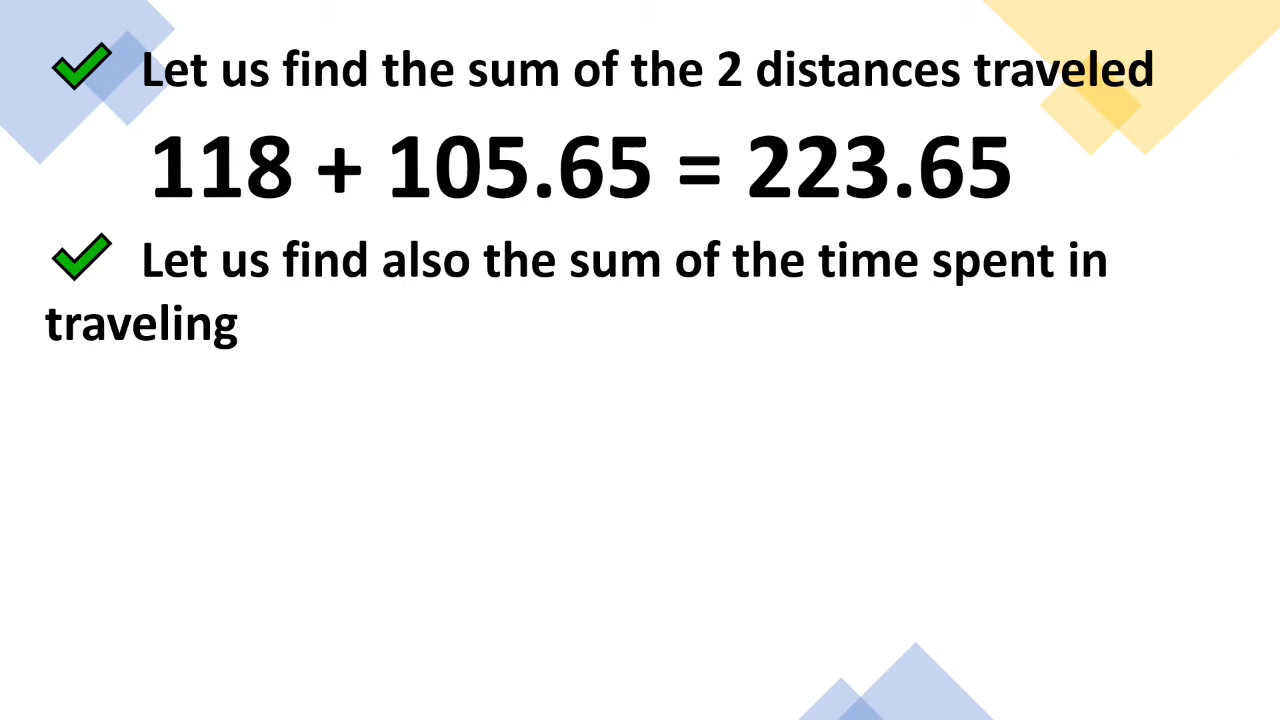 Let us find the sum of the 2 distances traveled
118 + 105.65 = 223.65
Let us find also the sum of the time spent in
traveling